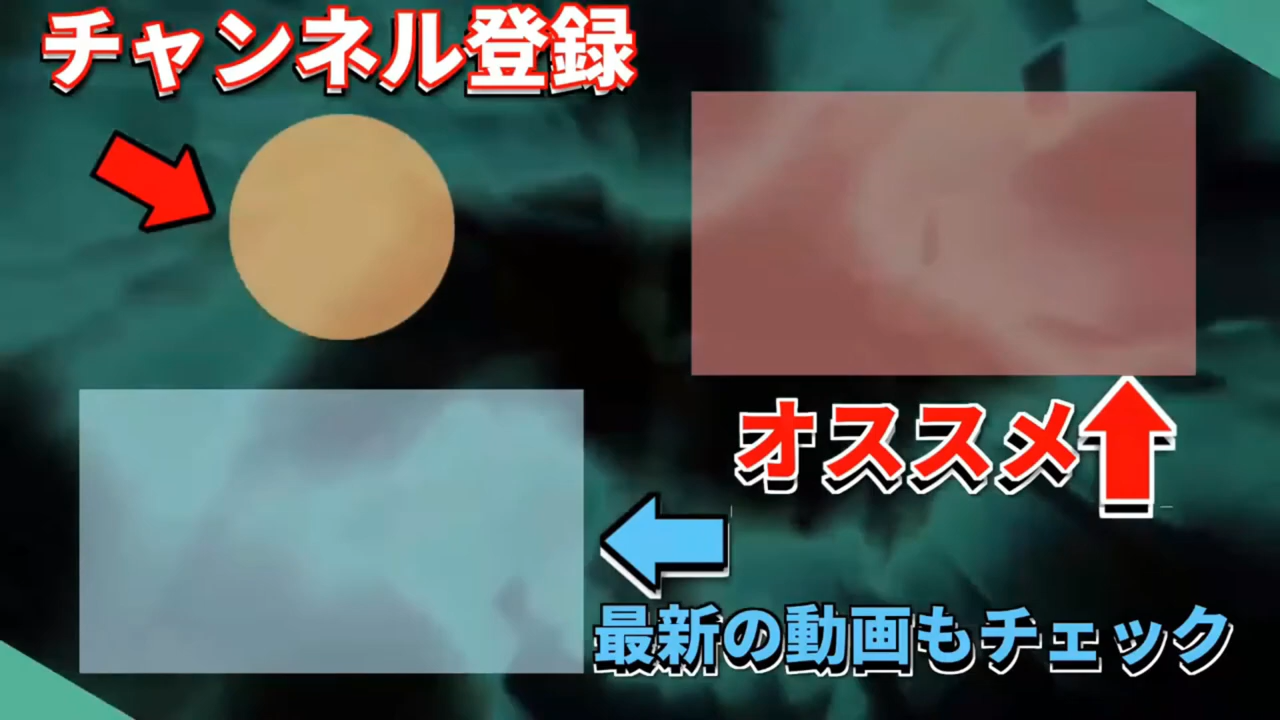 チャンネル登録
オススメ
最新の動画もチェック